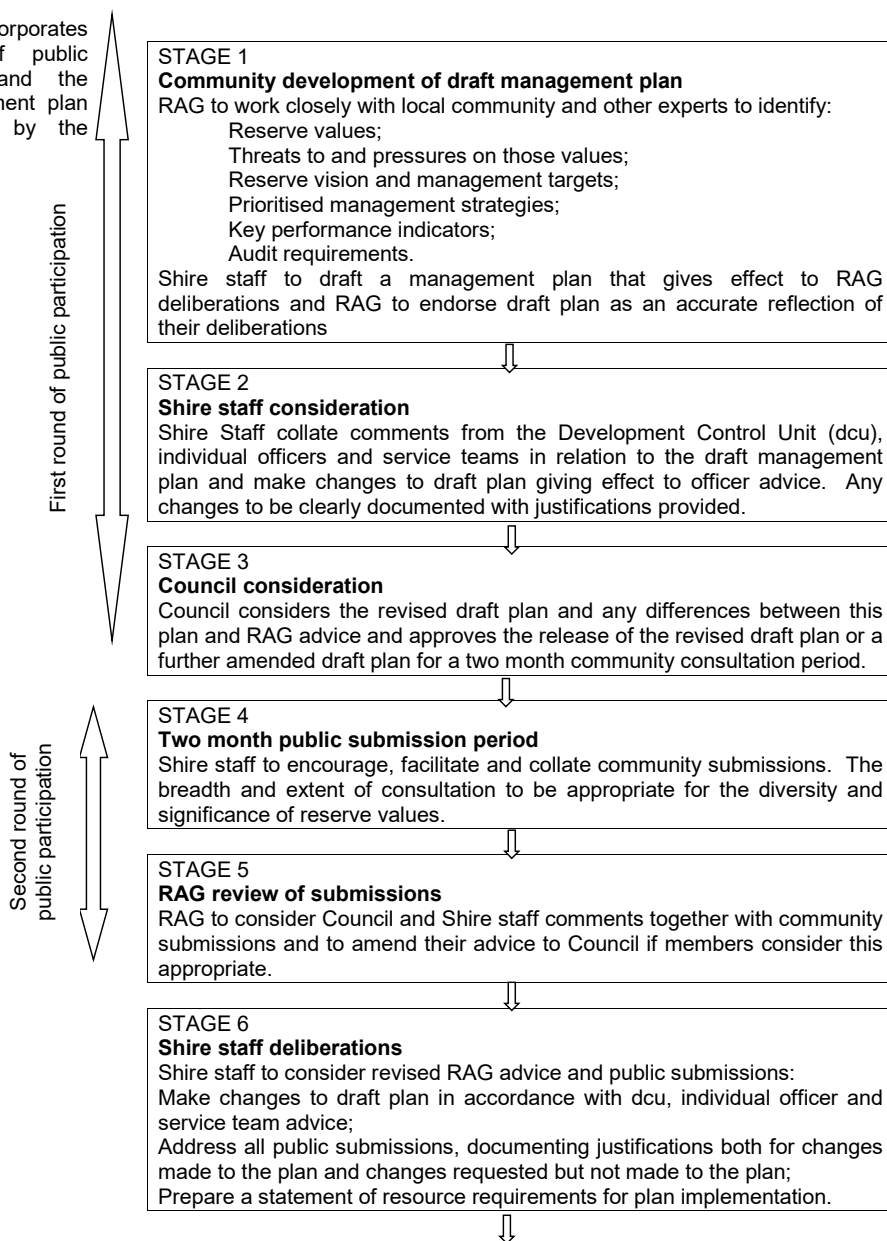 orporates
f public
and the
ment plan
by the
First round of public participation
STAGE 1
Community development of draft management plan
RAG to work closely with local community and other experts to identify:
Reserve values;
Threats to and pressures on those values;
Reserve vision and management targets;
Prioritised management strategies;
Key performance indicators;
Audit requirements.
Shire staff to draft a management plan that gives effect to RAG
deliberations and RAG to endorse draft plan as an accurate reflection of
their deliberations
STAGE 2
Shire staff consideration
Shire Staff collate comments from the Development Control Unit (dcu),
individual officers and service teams in relation to the draft management
plan and make changes to draft plan giving effect to officer advice. Any
changes to be clearly documented with justifications provided.
STAGE 3
Council consideration
Council considers the revised draft plan and any differences between this
plan and RAG advice and approves the release of the revised draft plan or a
further amended draft plan for a two month community consultation period.
Second round of
public participation
STAGE 4
Two month public submission period
Shire staff to encourage, facilitate and collate community submissions. The
breadth and extent of consultation to be appropriate for the diversity and
significance of reserve values.
STAGE 5
RAG review of submissions
RAG to consider Council and Shire staff comments together with community
submissions and to amend their advice to Council if members consider this
appropriate.
STAGE 6
Shire staff deliberations
Shire staff to consider revised RAG advice and public submissions:
Make changes to draft plan in accordance with dcu, individual officer and
service team advice;
Address all public submissions, documenting justifications both for changes
made to the plan and changes requested but not made to the plan;
Prepare a statement of resource requirements for plan implementation.